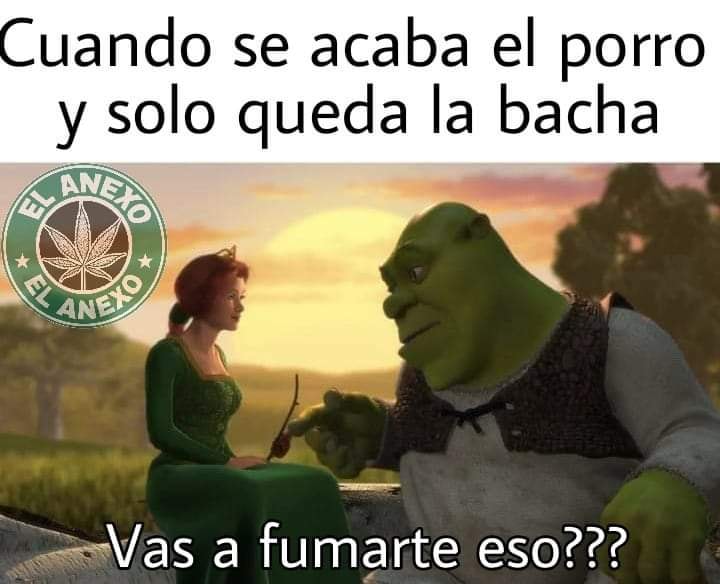 Cuando se acaba el porro
y solo queda la bacha
EL ANEXO
EL ANEXO
Vas a fumarte eso???